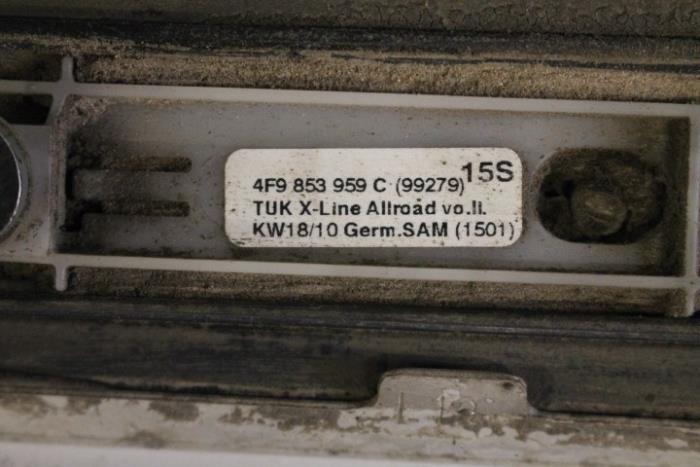 4F9 853 959 C (99279) 15S
TUK X-Line Allroad vo.li.
KW18/10 Germ.SAM (1501)